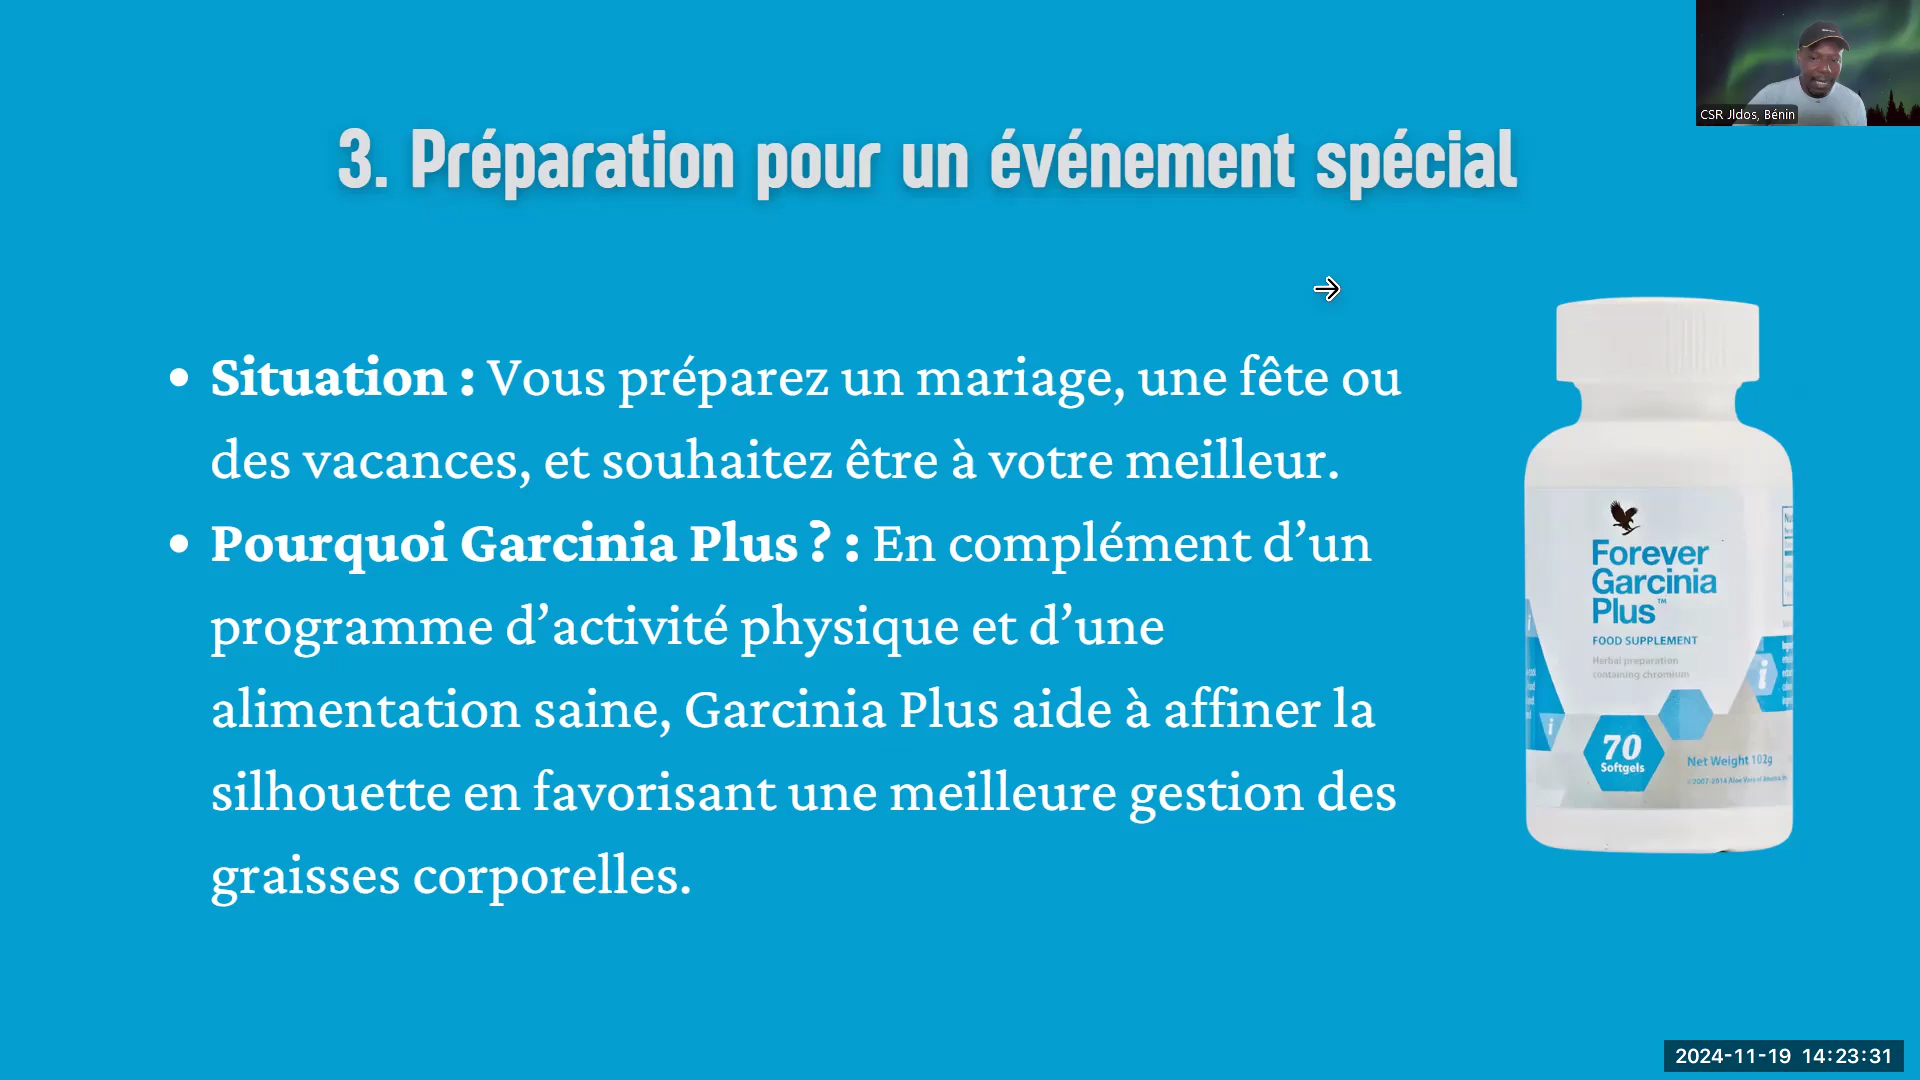 CSR Jldos, Bénin
3. Préparation pour un événement spécial
• Situation : Vous préparez un mariage, une fête ou
des vacances, et souhaitez être à votre meilleur.
• Pourquoi Garcinia Plus ? : En complément d’un
programme d’activité physique et d’une
alimentation saine, Garcinia Plus aide à affiner la
silhouette en favorisant une meilleure gestion des
graisses corporelles.
Forever
Garcinia
Plus™
FOOD SUPPLEMENT
Herbal preparation
containing chromium
70
Softgels
Net Weight 102g
2024-11-19 14:23:31